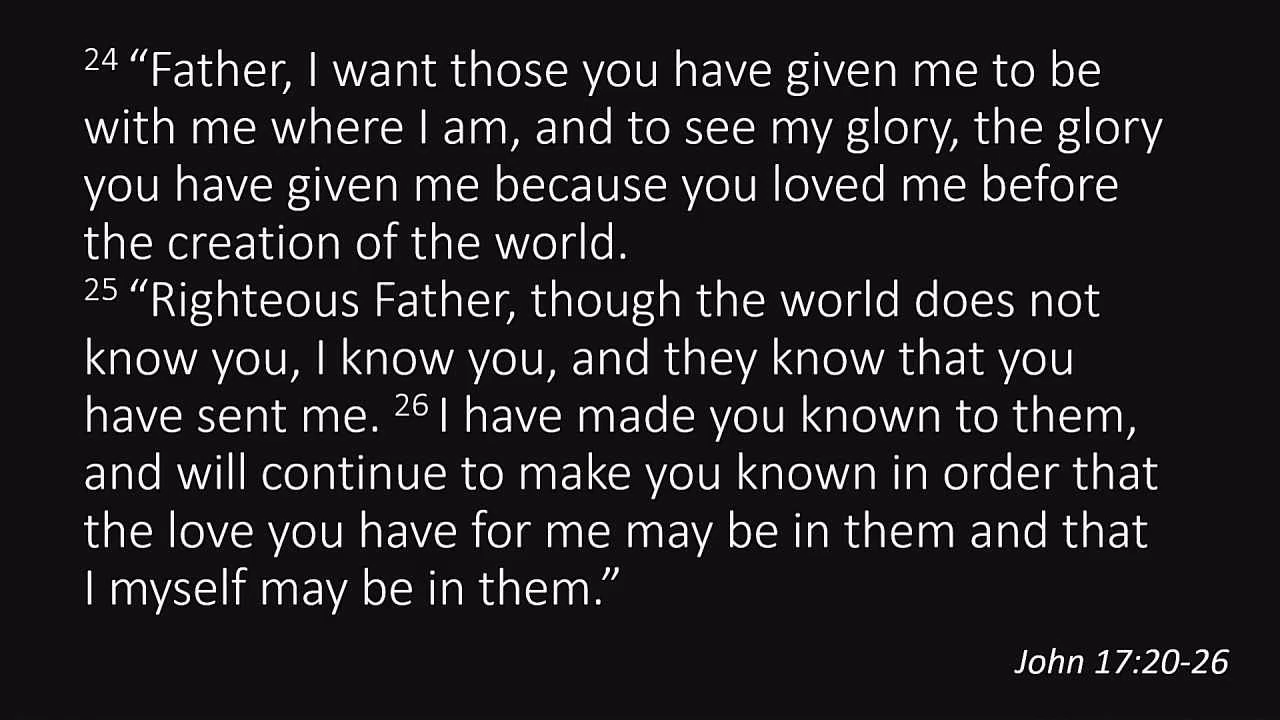 24 “Father, I want those you have given me to be
with me where I am, and to see my glory, the glory
you have given me because you loved me before
the creation of the world.
25 “Righteous Father, though the world does not
know you, I know you, and they know that you
have sent me. 26 I have made you known to them,
and will continue to make you known in order that
the love you have for me may be in them and that
I myself may be in them.”
John 17:20-26